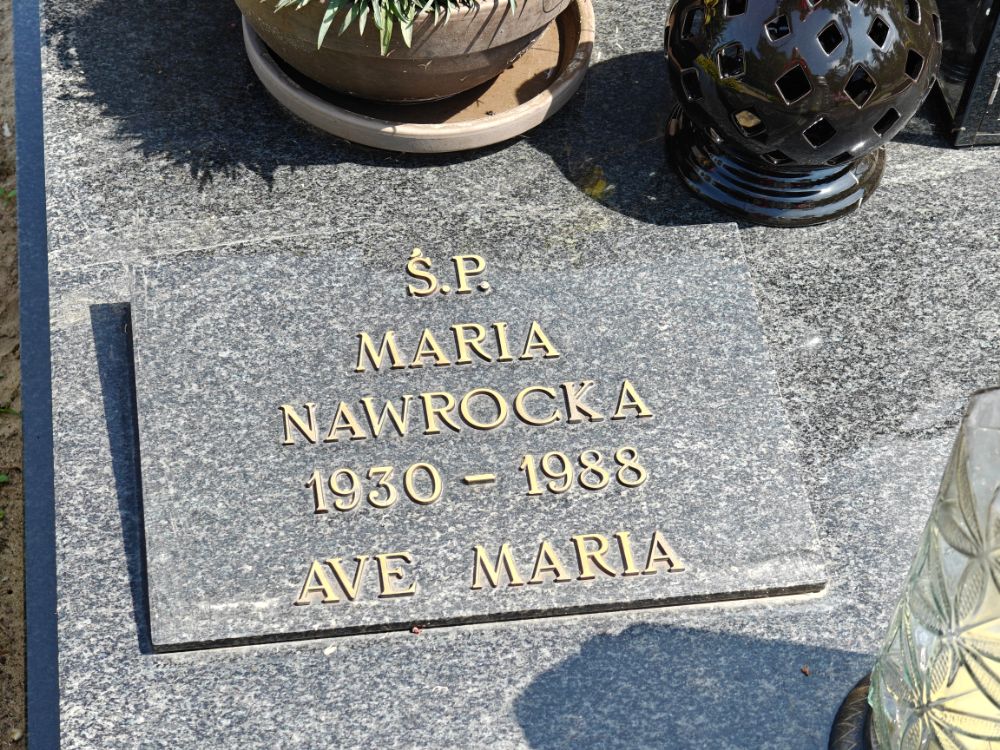 Ś.P.
MARIA
NAWROCKA
1930 – 1988
AVE MARIA